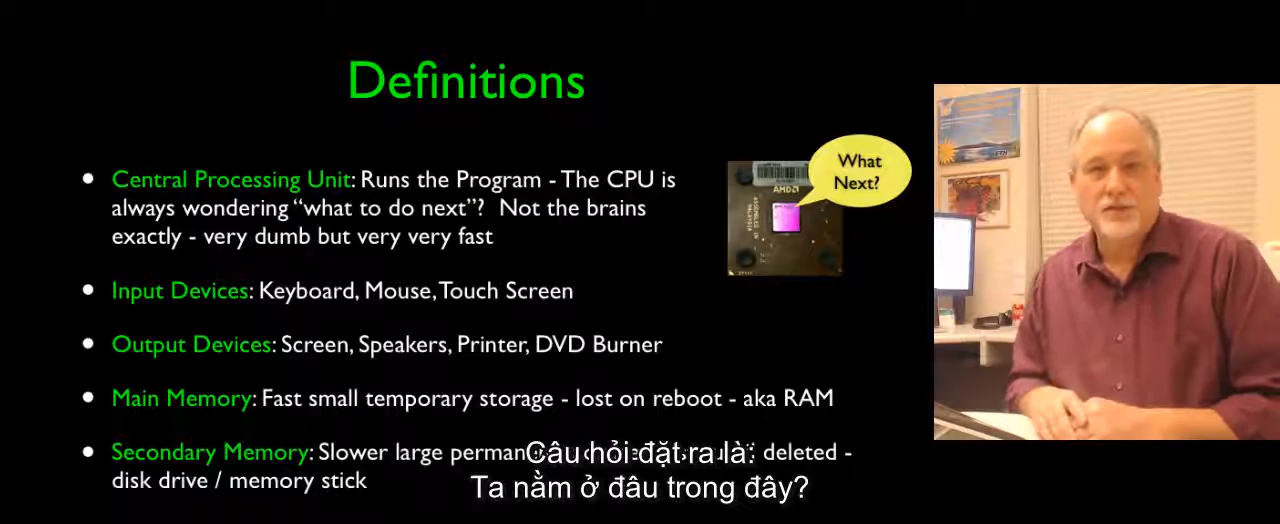 Definitions
Central Processing Unit: Runs the Program - The CPU is
always wondering “what to do next”? Not the brains
exactly - very dumb but very very fast
What
Next?
AMD
Input Devices: Keyboard, Mouse, Touch Screen
Output Devices: Screen, Speakers, Printer, DVD Burner
Main Memory: Fast small temporary storage - lost on reboot - aka RAM
Secondary Memory: Slower large deleted -
disk drive / memory stick
Câu hỏi đặt ra là:
Ta nằm ở đâu trong đây?